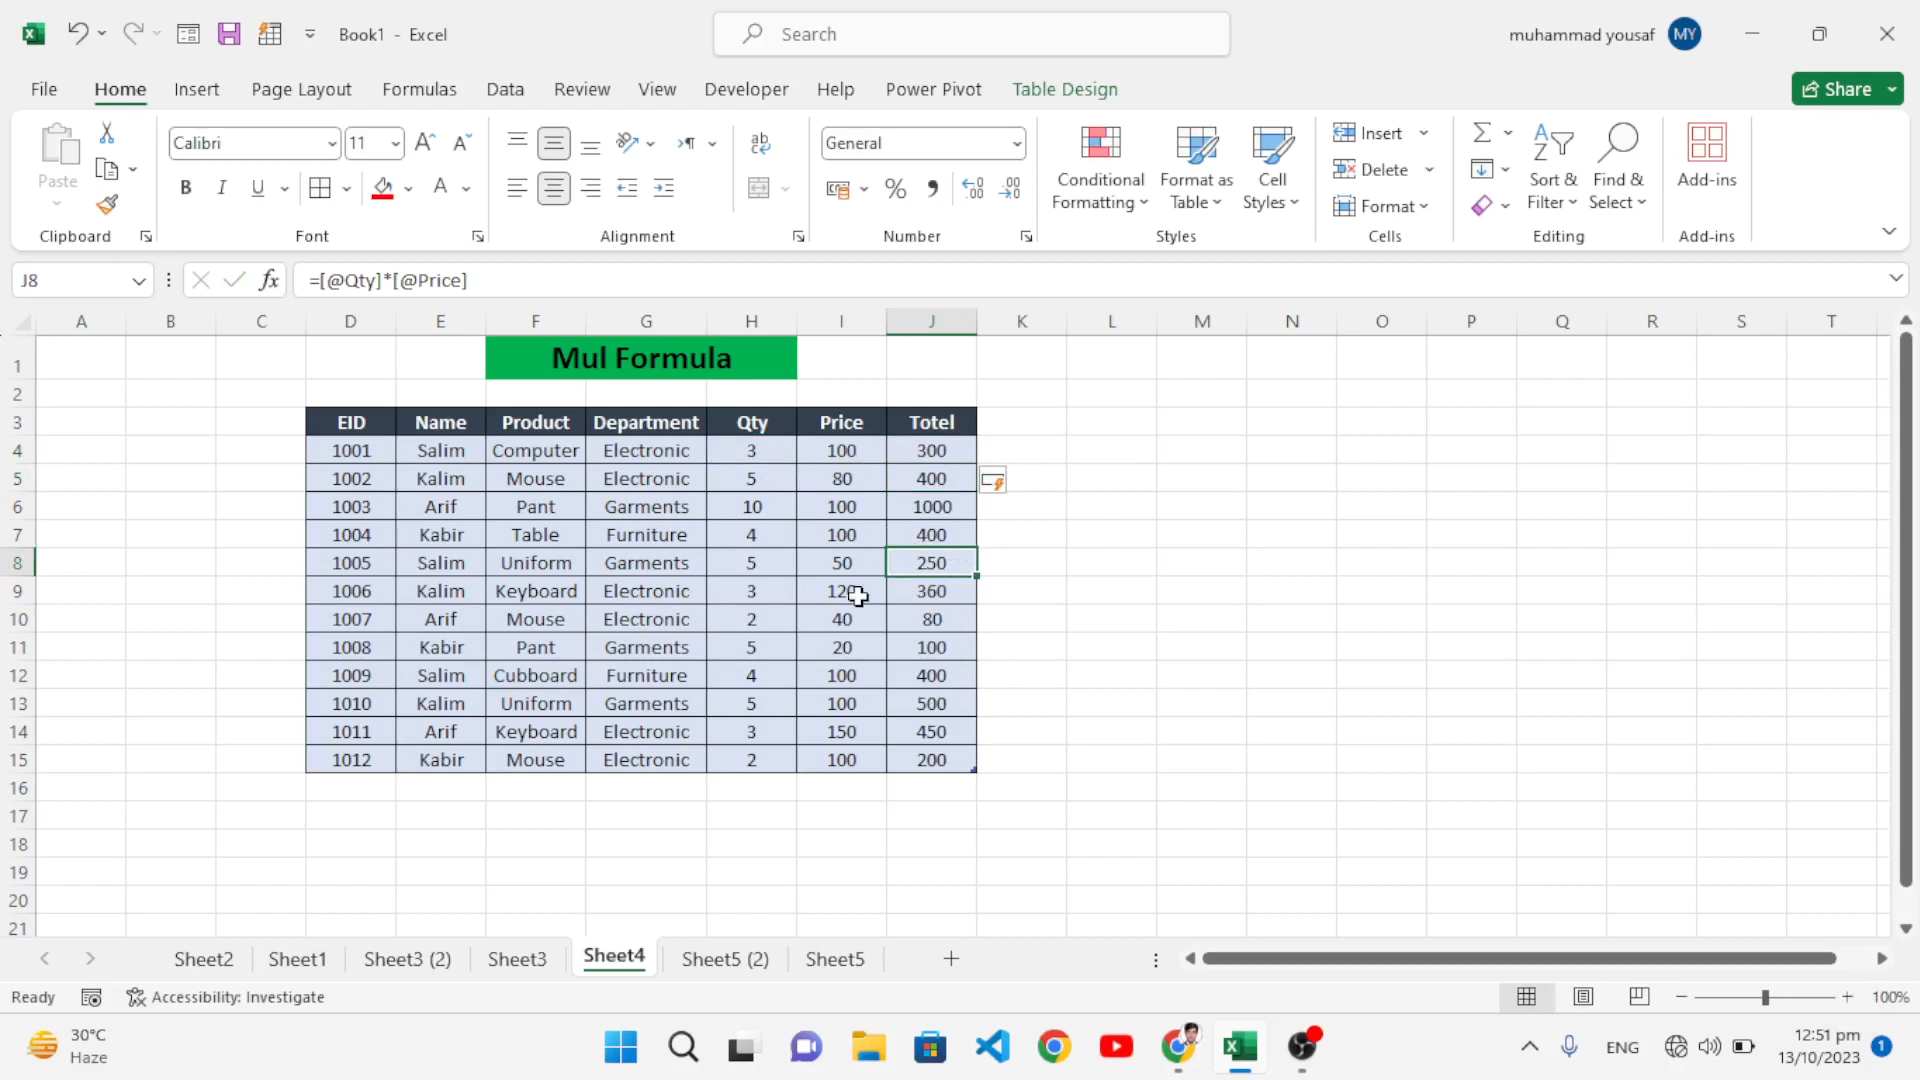 Book1 - Excel
Search
muhammad yousaf MY
File Home Insert Page Layout Formulas Data Review View Developer Help Power Pivot Table Design Share
Paste
Calibri 11
B I U A
ab
General
% 9
Conditional Formatting
Format as Table
Cell Styles
Insert
Delete
Format
Sort & Filter
Find & Select
Add-ins
Clipboard Font Alignment Number Styles Cells Editing Add-ins
J8 fx =[@Qty]*[@Price]
A B C D E F G H I J K L M N O P Q R S T
1 Mul Formula
2
3 EID Name Product Department Qty Price Totel
4 1001 Salim Computer Electronic 3 100 300
5 1002 Kalim Mouse Electronic 5 80 400
6 1003 Arif Pant Garments 10 100 1000
7 1004 Kabir Table Furniture 4 100 400
8 1005 Salim Uniform Garments 5 50 250
9 1006 Kalim Keyboard Electronic 3 120 360
10 1007 Arif Mouse Electronic 2 40 80
11 1008 Kabir Pant Garments 5 20 100
12 1009 Salim Cubboard Furniture 4 100 400
13 1010 Kalim Uniform Garments 5 100 500
14 1011 Arif Keyboard Electronic 3 150 450
15 1012 Kabir Mouse Electronic 2 100 200
16
17
18
19
20
21
Sheet2 Sheet1 Sheet3 (2) Sheet3 Sheet4 Sheet5 (2) Sheet5
Ready Accessibility: Investigate 100%
30°C
Haze
ENG
12:51 pm
13/10/2023
1